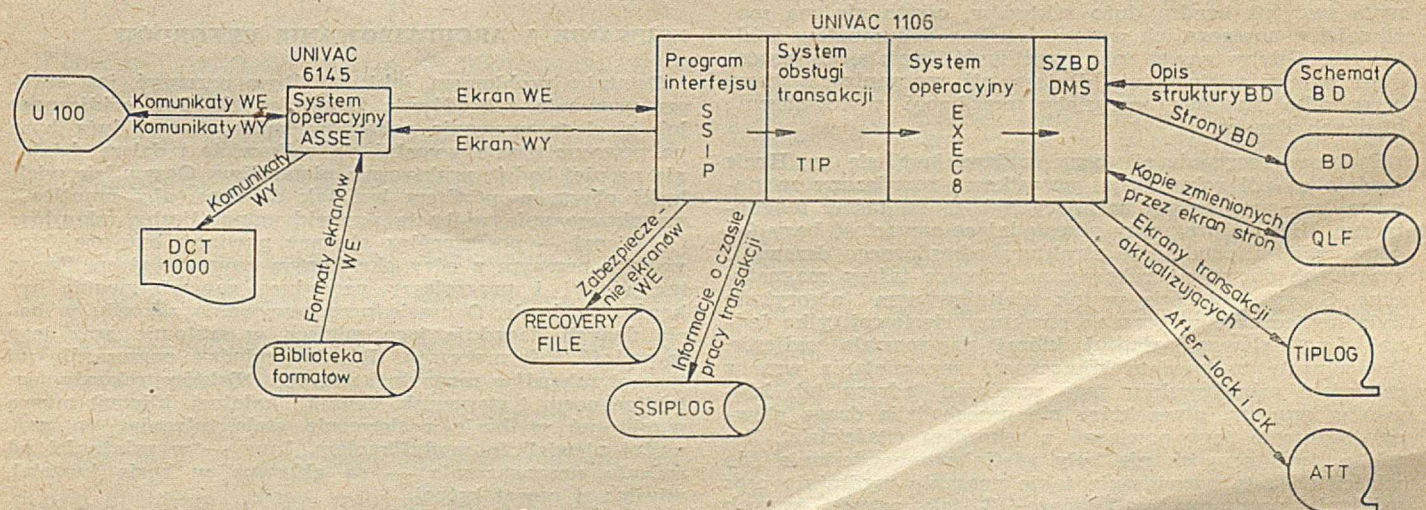 UNIVAC 1106
UNIVAC
6145
U 100
Komunikaty WE
Komunikaty WY
System
operacyjny
ASSET
Ekran WE
Ekran WY
Program
interfejsu
S
S
I
P
System
obsługi
transakcji
TIP
System
operacyjny
E
X
E
C
8
SZBD
DMS
Opis
struktury BD
Schemat
BD
Strony BD
BD
Kopie zmienionych
przez ekran stron
QLF
Ekrany transakcji
aktualizujących
TIPLOG
After-lock i CK
ATT
Komunikaty
WY
DCT
1000
Formaty ekranów
WE
Biblioteka
formatów
Zabezpiecze-
nie ekranów
WE
RECOVERY
FILE
Informacje o czasie
pracy transakcji
SSIPLOG